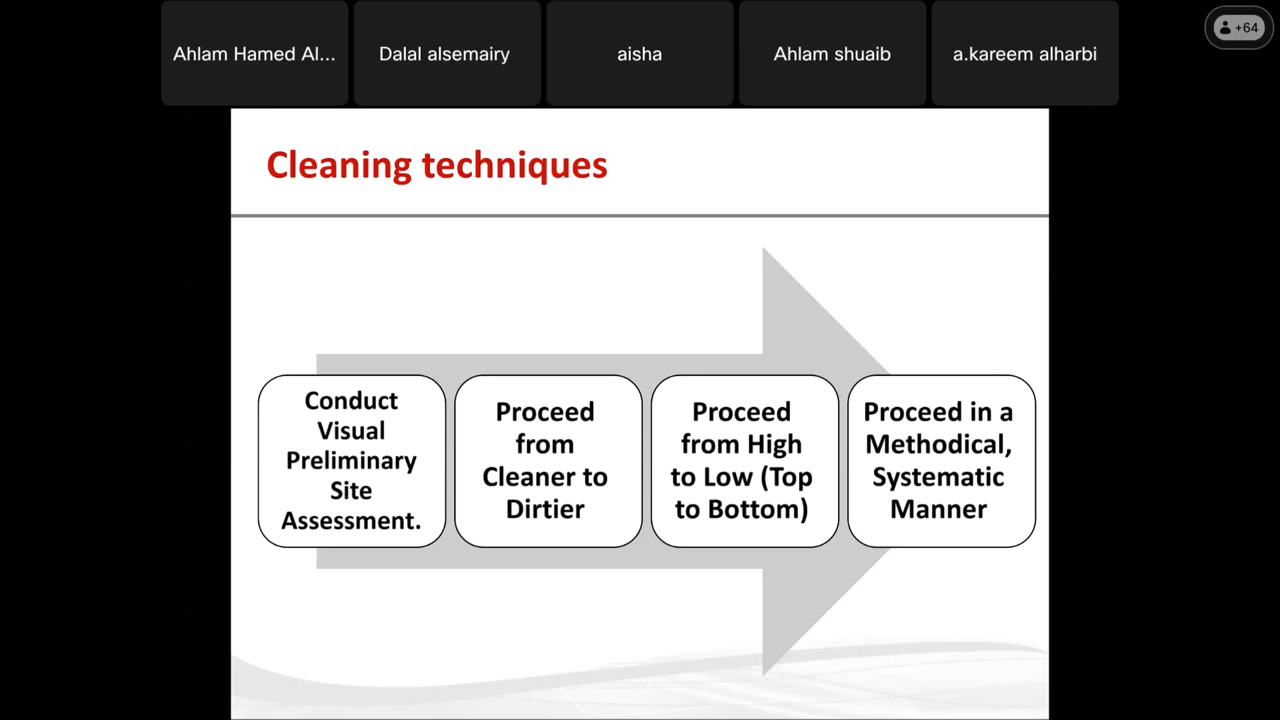 Ahlam Hamed Al...
Dalal alsemairy
aisha
Ahlam shuaib
a.kareem alharbi
+64
Cleaning techniques
Conduct
Visual
Preliminary
Site
Assessment.
Proceed
from
Cleaner to
Dirtier
Proceed
from High
to Low (Top
to Bottom)
Proceed in a
Methodical,
Systematic
Manner